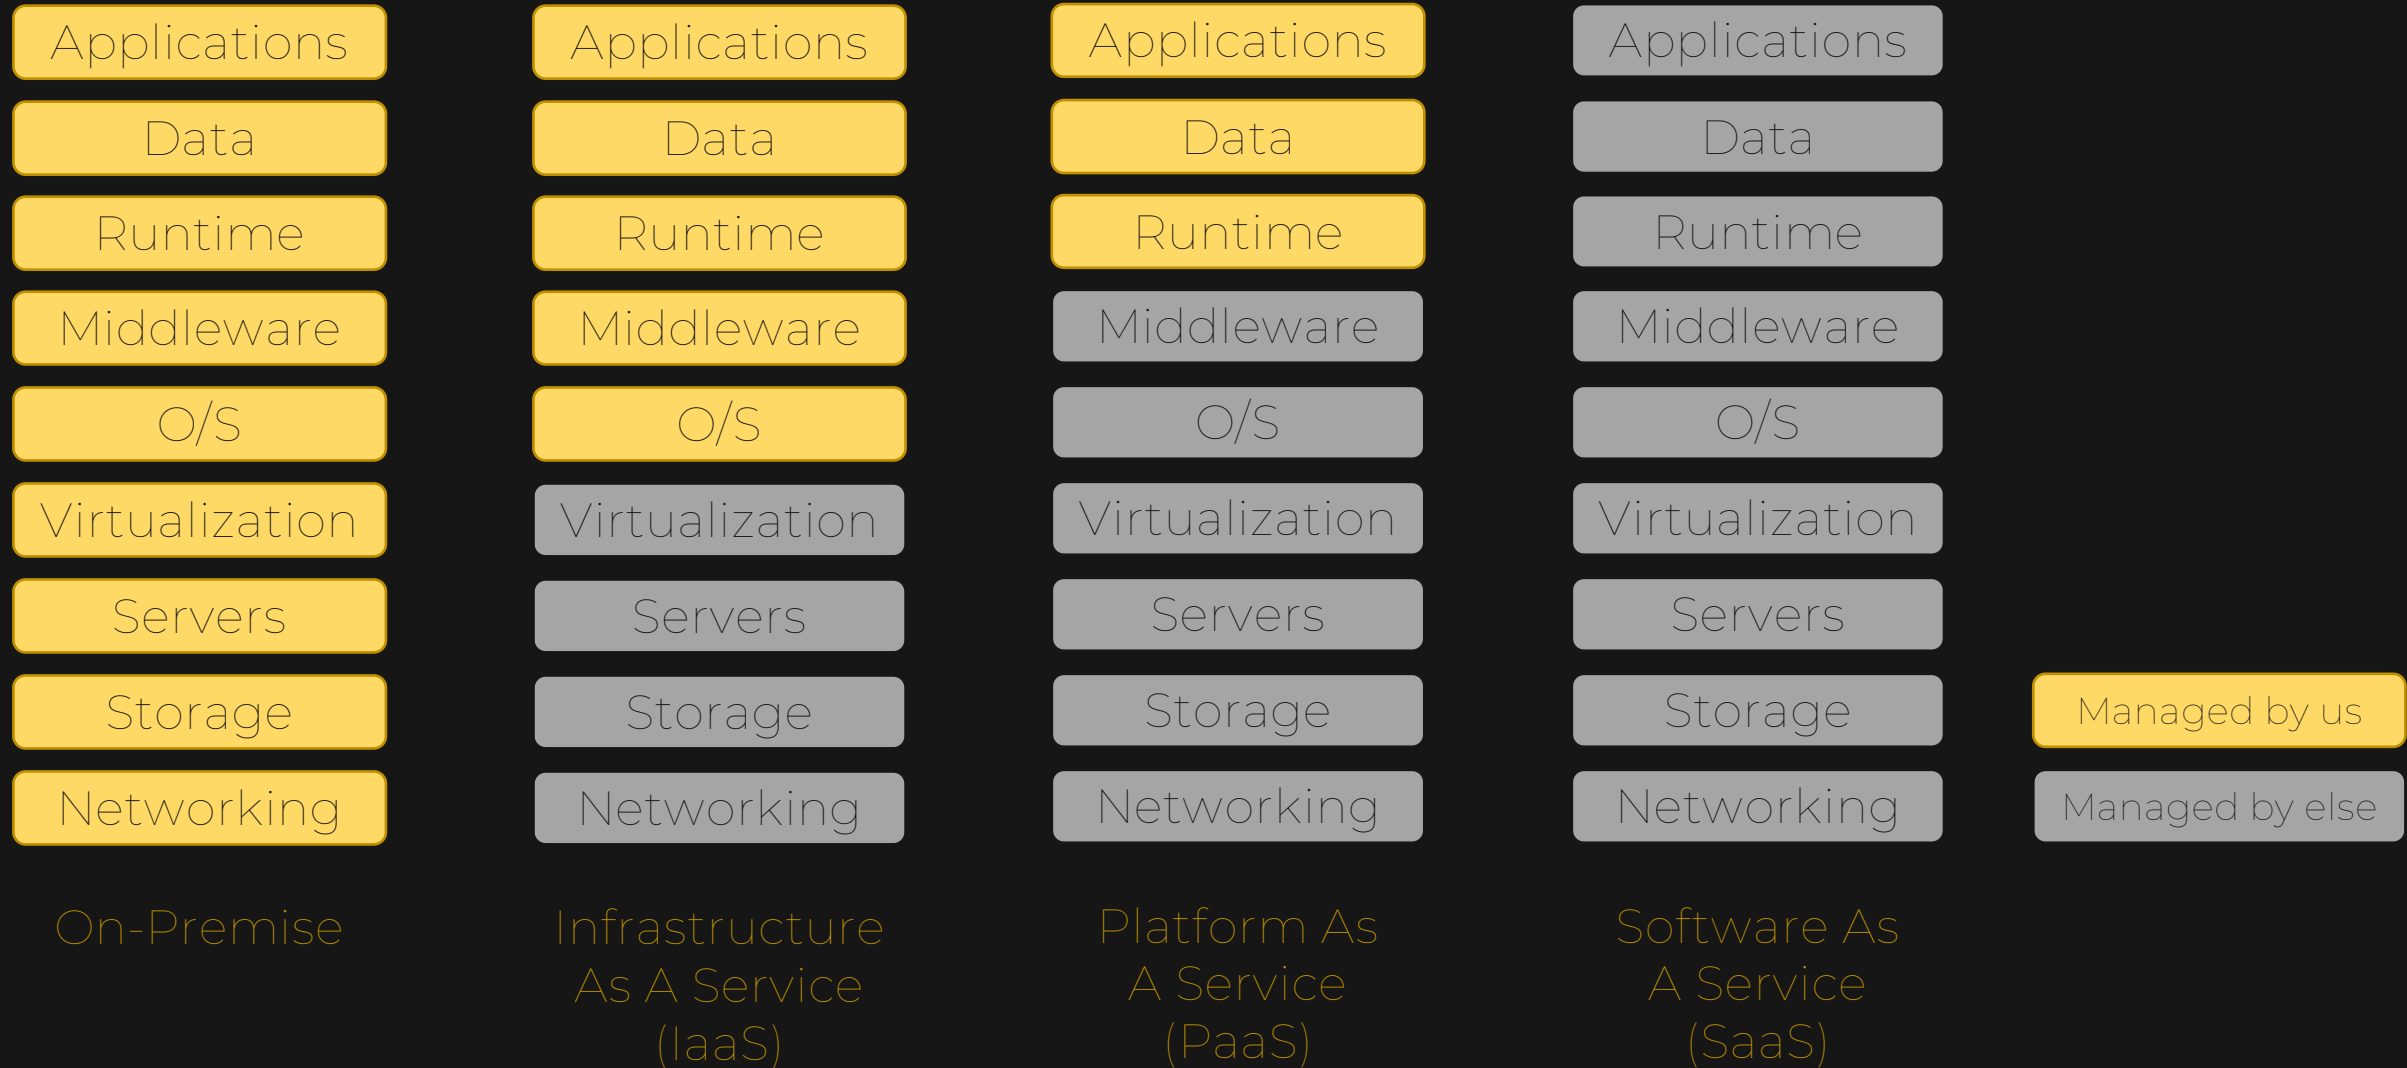 Applications
Data
Runtime
Middleware
O/S
Virtualization
Servers
Storage
Networking
On-Premise
Applications
Data
Runtime
Middleware
O/S
Virtualization
Servers
Storage
Networking
Infrastructure
As A Service
(IaaS)
Applications
Data
Runtime
Middleware
O/S
Virtualization
Servers
Storage
Networking
Platform As
A Service
(PaaS)
Applications
Data
Runtime
Middleware
O/S
Virtualization
Servers
Storage
Networking
Software As
A Service
(SaaS)
Managed by us
Managed by else